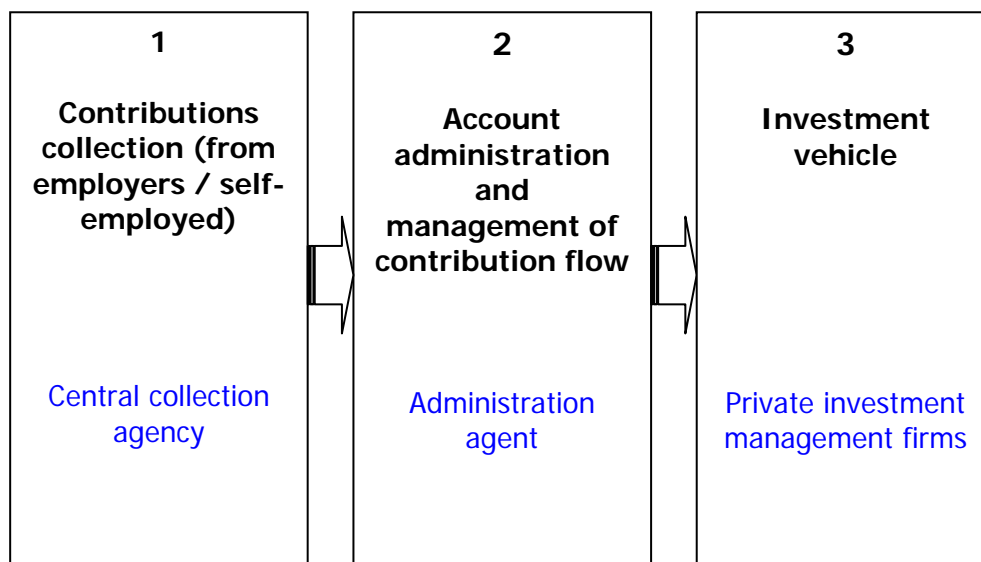 1
Contributions
collection (from
employers / self-
employed)
Central collection
agency
2
Account
administration
and
management of
contribution flow
Administration
agent
3
Investment
vehicle
Private investment
management firms